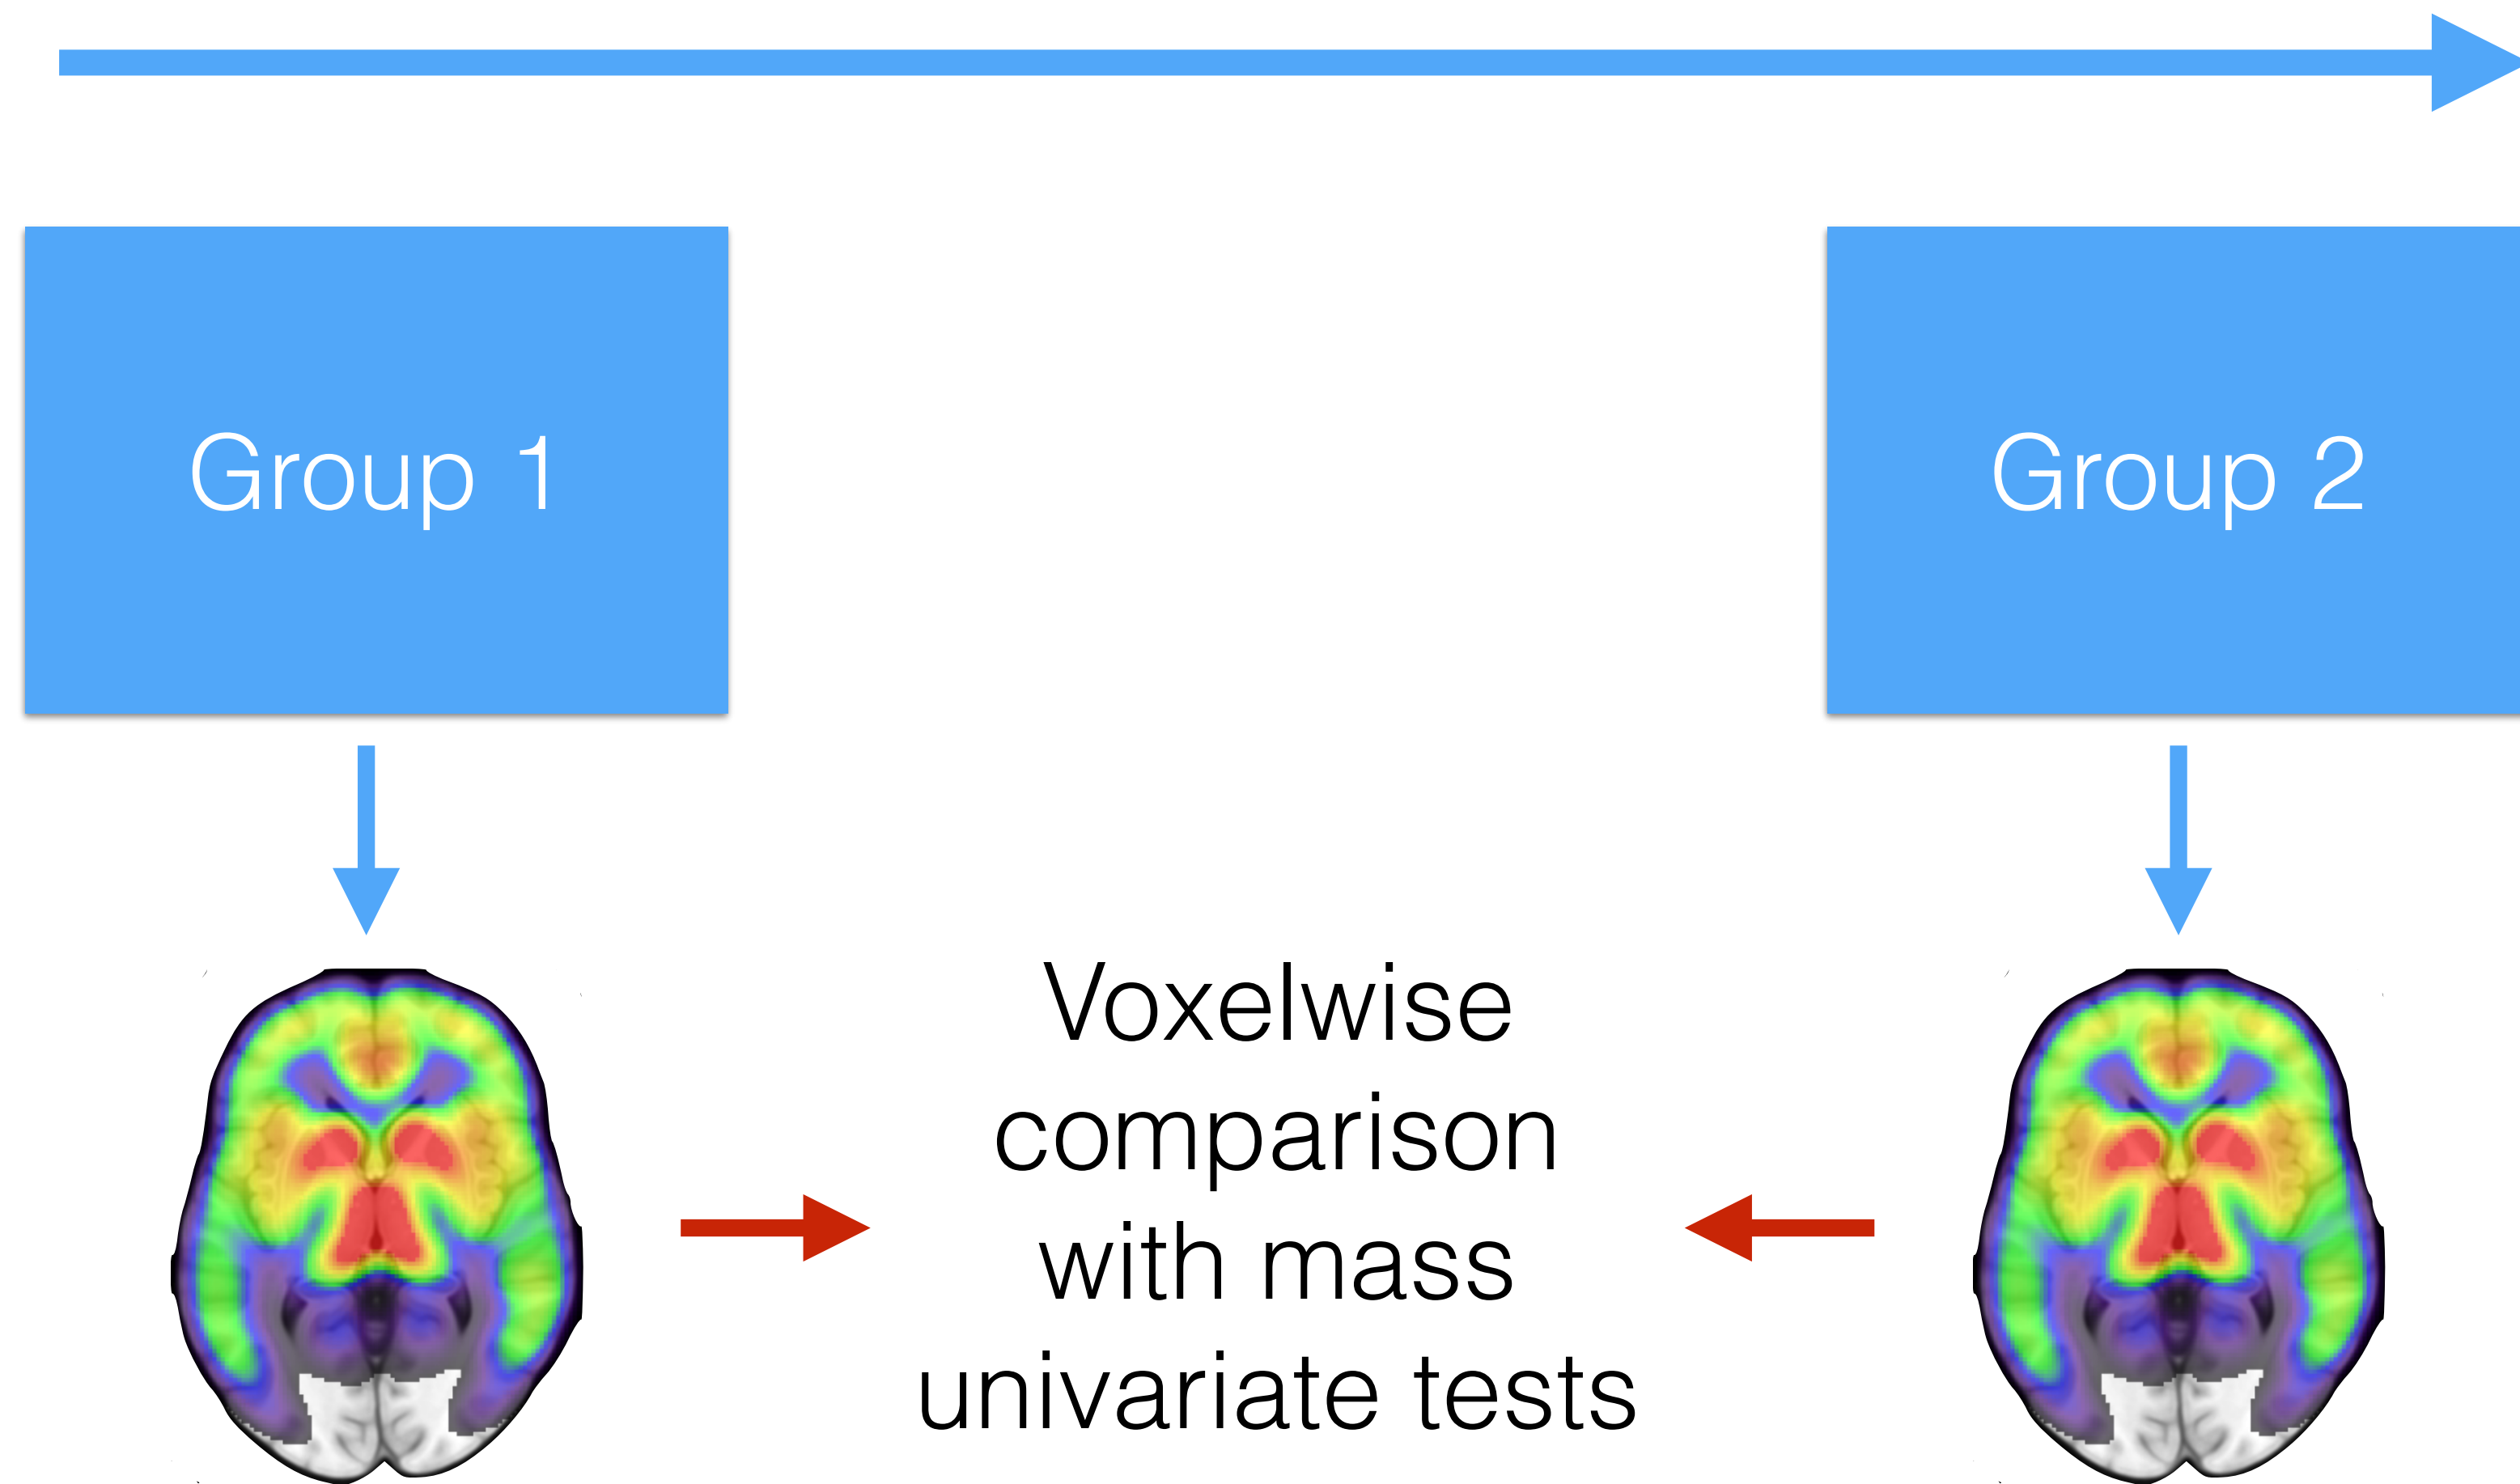 Group 1
Group 2
Voxelwise
comparison
with mass
univariate tests